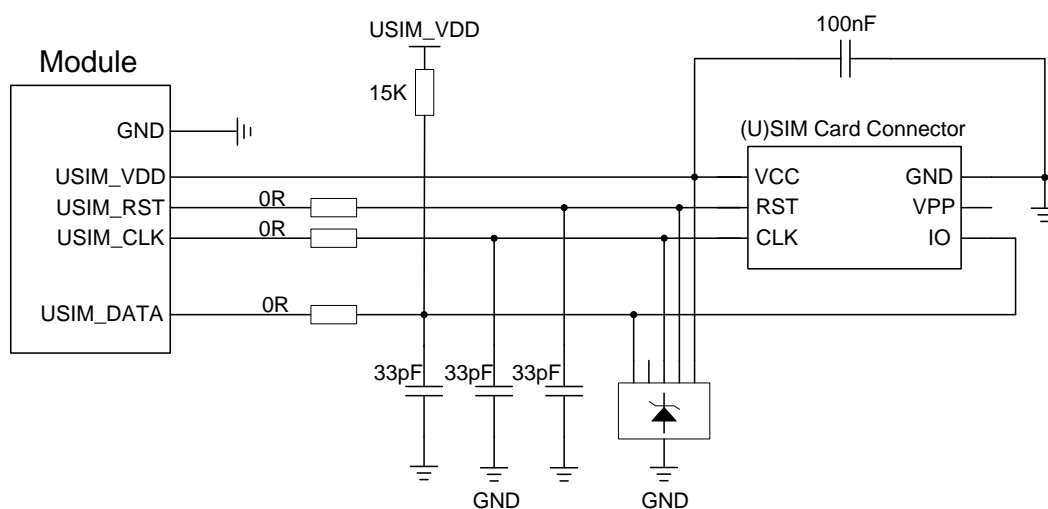 100nF
USIM_VDD
Module
15K
(U)SIM Card Connector
GND
USIM_VDD
VCC
GND
USIM_RST
0R
RST
VPP
USIM_CLK
0R
CLK
IO
USIM_DATA
0R
33pF
33pF
33pF
GND
GND